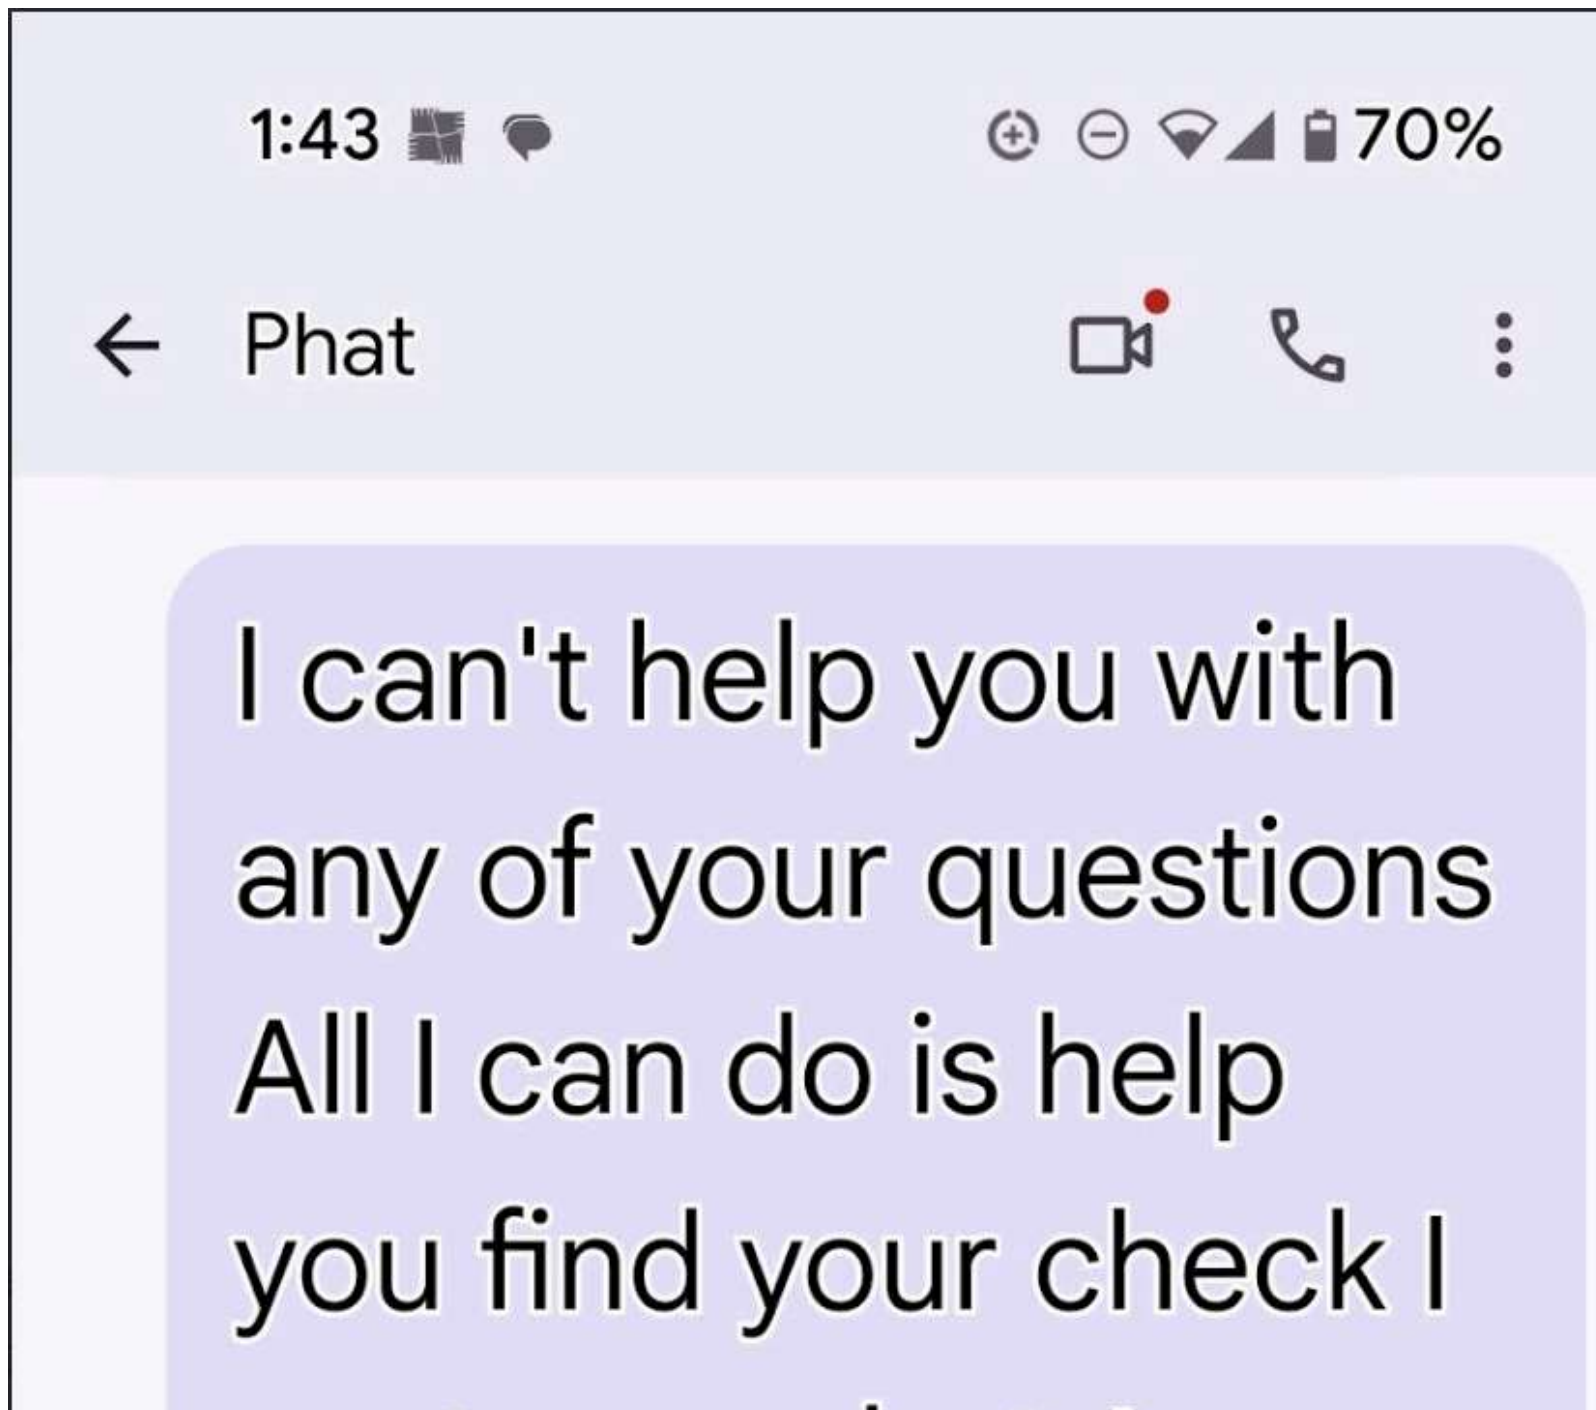 1:43 70%
Phat
I can't help you with
any of your questions
All I can do is help
you find your check I